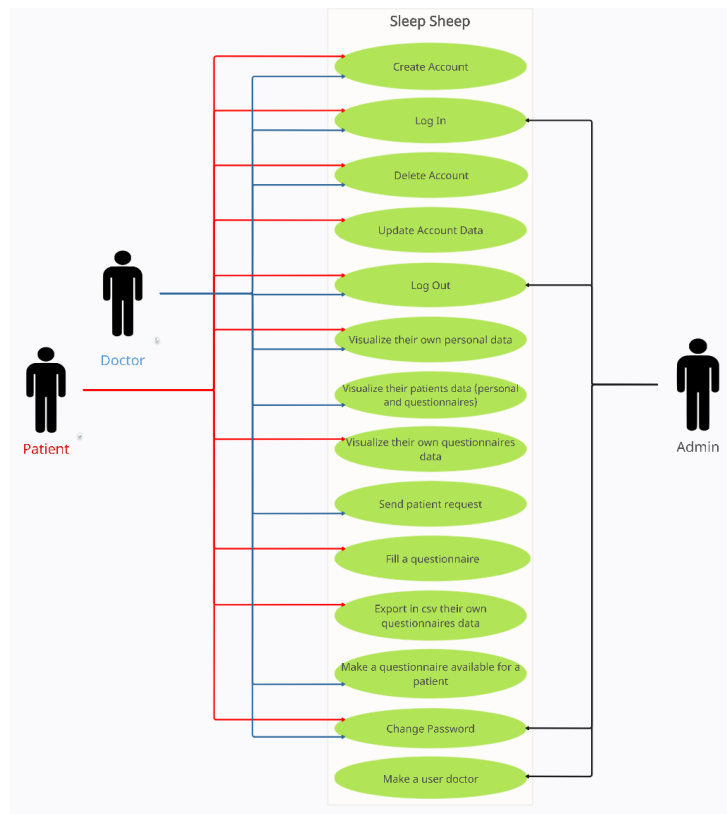 Sleep Sheep
Create Account
Log In
Delete Account
Update Account Data
Log Out
Visualize their own personal data
Visualize their patients data (personal
and questionnaires)
Visualize their own questionnaires
data
Send patient request
Fill a questionnaire
Export in csv their own
questionnaires data
Make a questionnaire available for a
patient
Change Password
Make a user doctor
Doctor
Patient
Admin